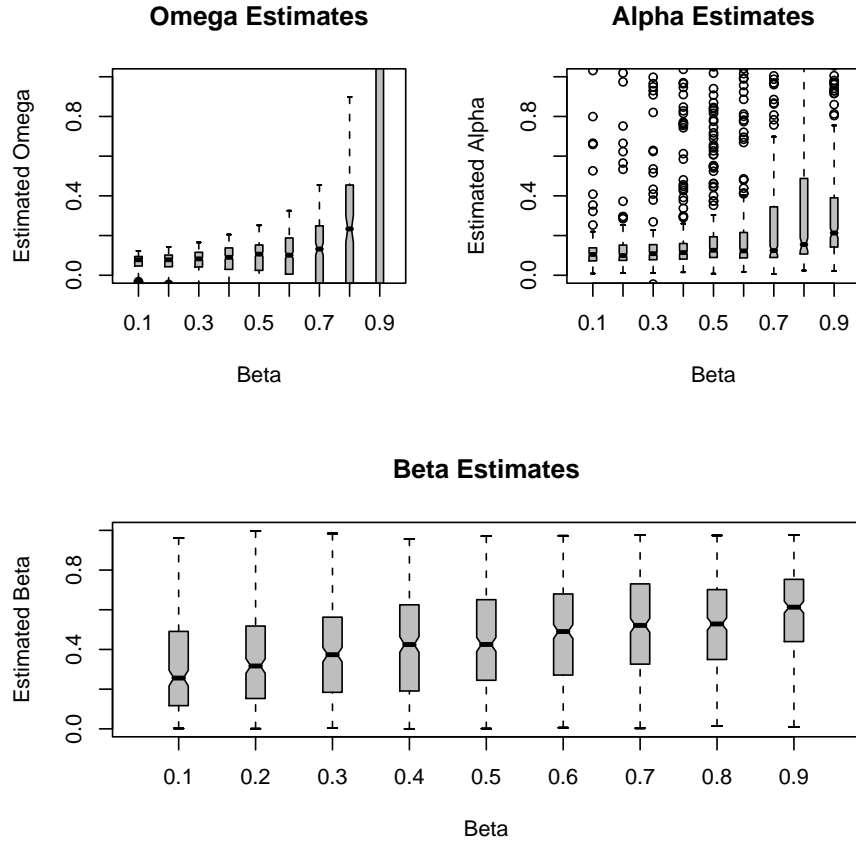 Omega Estimates
Estimated Omega
0.0 0.4 0.8
0.1 0.3 0.5 0.7 0.9
Beta
Alpha Estimates
Estimated Alpha
0.0 0.4 0.8
0.1 0.3 0.5 0.7 0.9
Beta
Beta Estimates
Estimated Beta
0.0 0.4 0.8
0.1 0.2 0.3 0.4 0.5 0.6 0.7 0.8 0.9
Beta